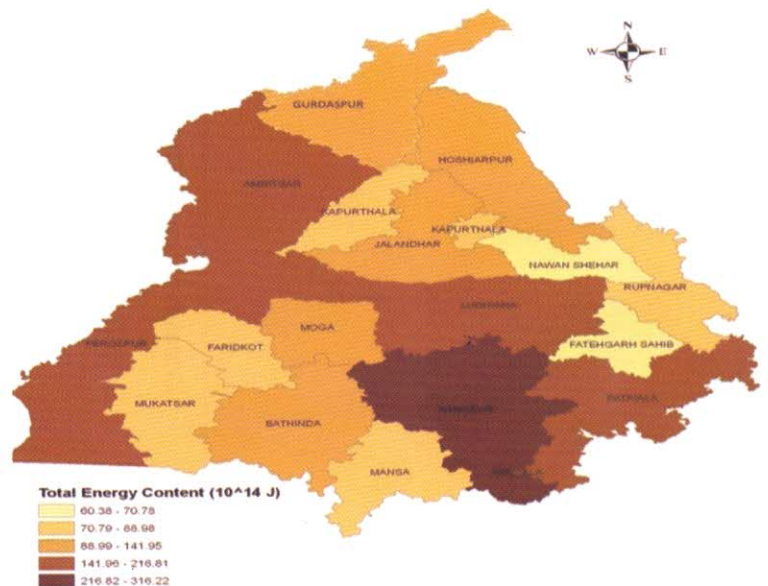 N
W E
S
GURDASPUR
HOSHIARPUR
AMRITSAR
KAPURTHALA
KAPURTHALA
JALANDHAR
NAWAN SHEHAR
RUPNAGAR
LUDHIANA
MOGA
FEROZPUR
FARIDKOT
FATEHGARH SAHIB
MUKATSAR
PATIALA
BATHINDA
MANSA
Total Energy Content (10^14 J)
60.38 - 70.78
70.79 - 88.98
88.99 - 141.95
141.96 - 216.81
216.82 - 316.22